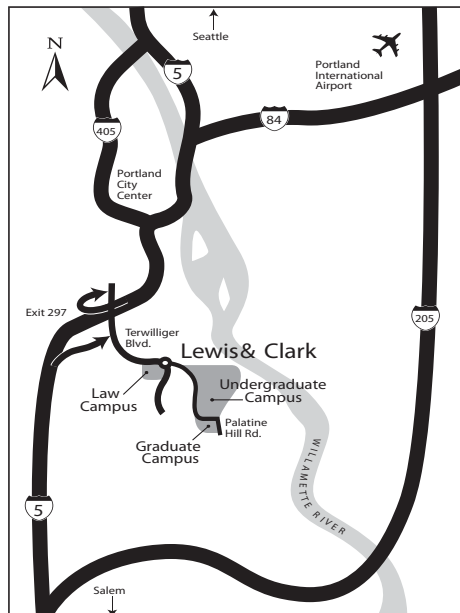 Seattle
N
5
Portland
International
Airport
84
405
Portland
City
Center
Exit 297
Terwilliger
Blvd.
205
Lewis & Clark
Law
Campus
Undergraduate
Campus
Palatine
Hill Rd.
Graduate
Campus
WILLAMETTE RIVER
5
Salem